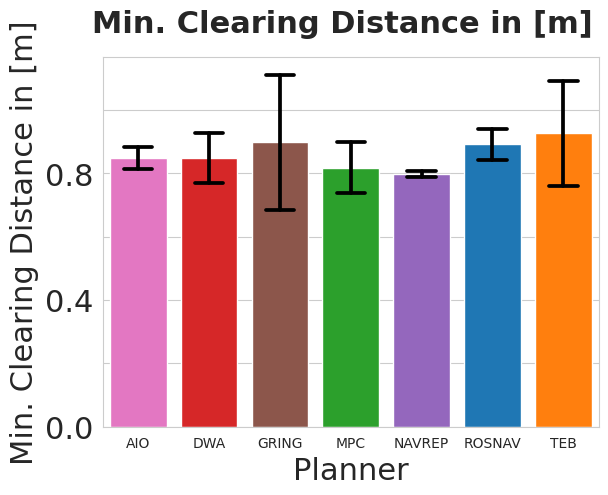 Min. Clearing Distance in [m]
Min. Clearing Distance in [m]
0.8
0.4
0.0
AIO DWA GRING MPC NAVREP ROSNAV TEB
Planner